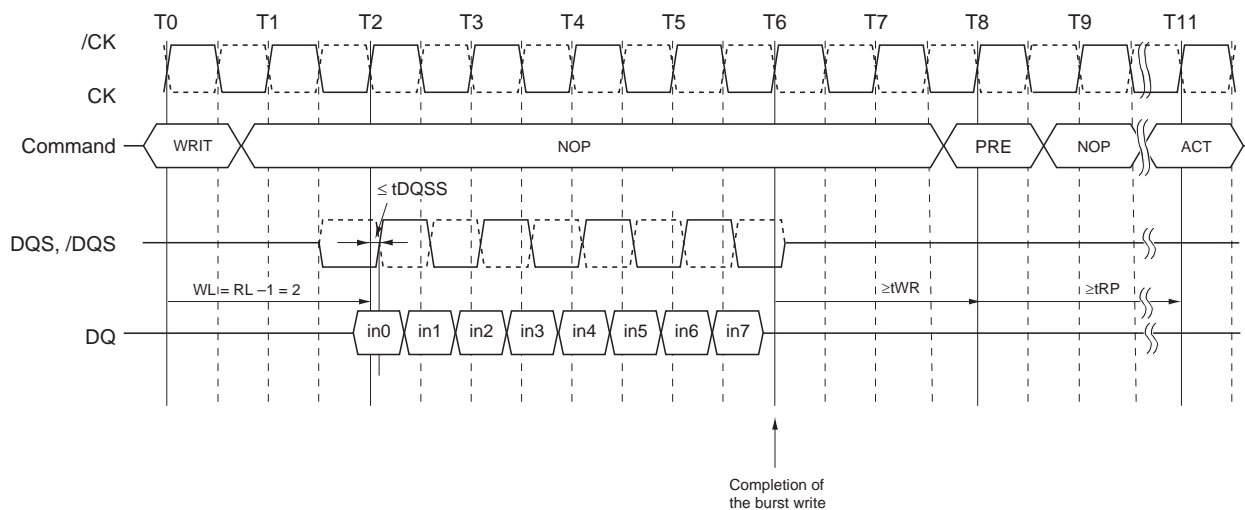 T0 T1 T2 T3 T4 T5 T6 T7 T8 T9 T11
/CK
CK
Command WRIT NOP PRE NOP ACT
≤ tDQSS
DQS, /DQS
WL = RL –1 = 2 ≥tWR ≥tRP
DQ in0 in1 in2 in3 in4 in5 in6 in7
Completion of
the burst write